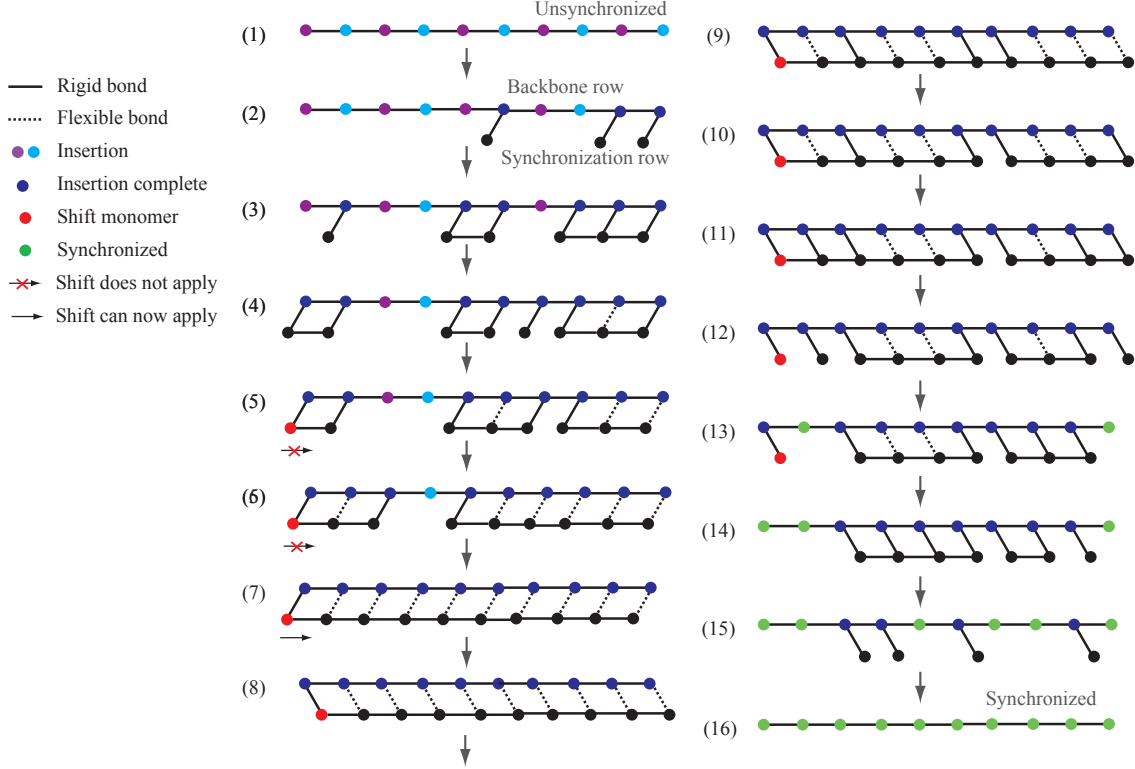 Rigid bond
Flexible bond
Insertion
Insertion complete
Shift monomer
Synchronized
Shift does not apply
Shift can now apply
(1)
Unsynchronized
(2)
Backbone row
Synchronization row
(3)
(4)
(5)
(6)
(7)
(8)
(9)
(10)
(11)
(12)
(13)
(14)
(15)
(16)
Synchronized